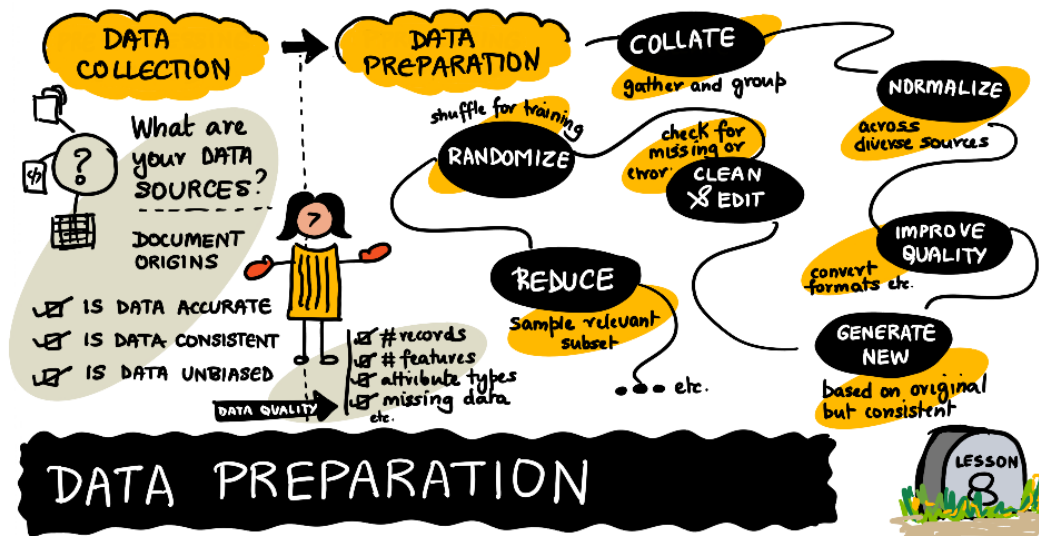 DATA
COLLECTION
What are
your DATA
SOURCES?
</>
?
DOCUMENT
ORIGINS
IS DATA ACCURATE
IS DATA CONSISTENT
IS DATA UNBIASED
DATA QUALITY
# records
# features
attribute types
missing data
etc.
DATA
PREPARATION
COLLATE
gather and group
NORMALIZE
across
diverse sources
IMPROVE
QUALITY
convert
formats etc.
GENERATE
NEW
based on original
but consistent
CLEAN
& EDIT
check for
missing or
error
RANDOMIZE
shuffle for training
REDUCE
sample relevant
subset
etc.
DATA PREPARATION
LESSON
8